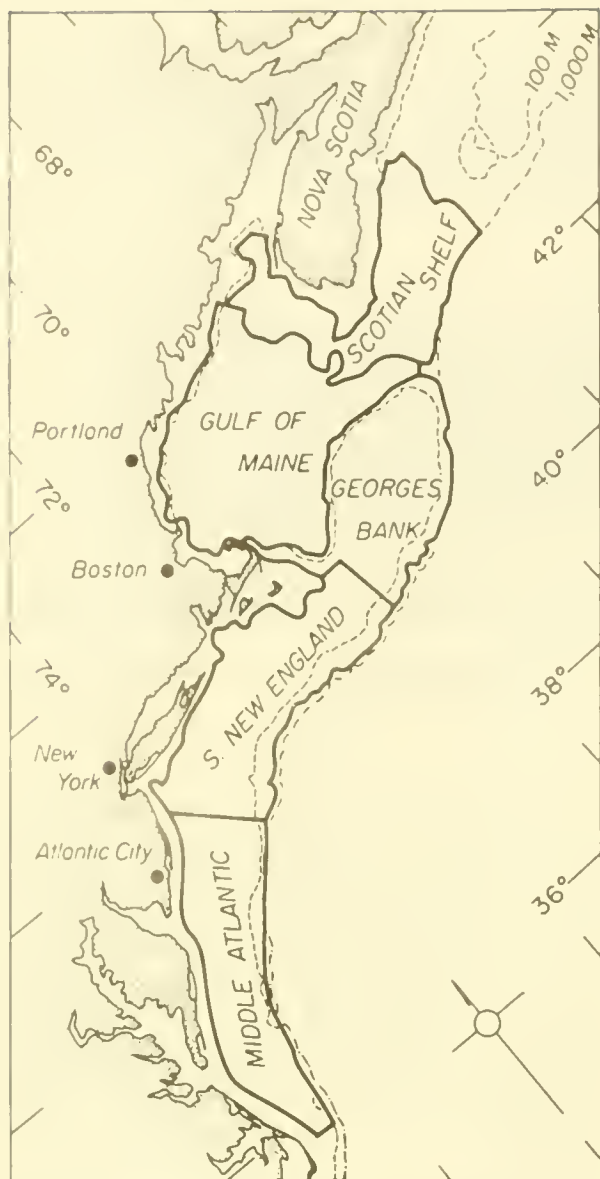 100 M
1,000 M
NOVA SCOTIA
68°
42°
SCOTIAN SHELF
70°
GULF OF
MAINE
Portland
40°
GEORGES
BANK
72°
Boston
S. NEW ENGLAND
38°
74°
New
York
Atlantic City
36°
MIDDLE ATLANTIC